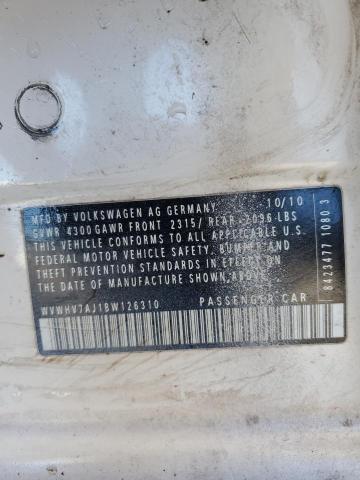 MFD BY VOLKSWAGEN AG GERMANY 10/10
GVWR 4300 GAWR FRONT 2315/ REAR 2096 LBS
THIS VEHICLE CONFORMS TO ALL APPLICABLE U.S.
FEDERAL MOTOR VEHICLE SAFETY, BUMPER AND
THEFT PREVENTION STANDARDS IN EFFECT ON
THE DATE OF MANUFACTURE SHOWN ABOVE.
WVWHV7AJ1BW126310 PASSENGER CAR
8423477 1080 3